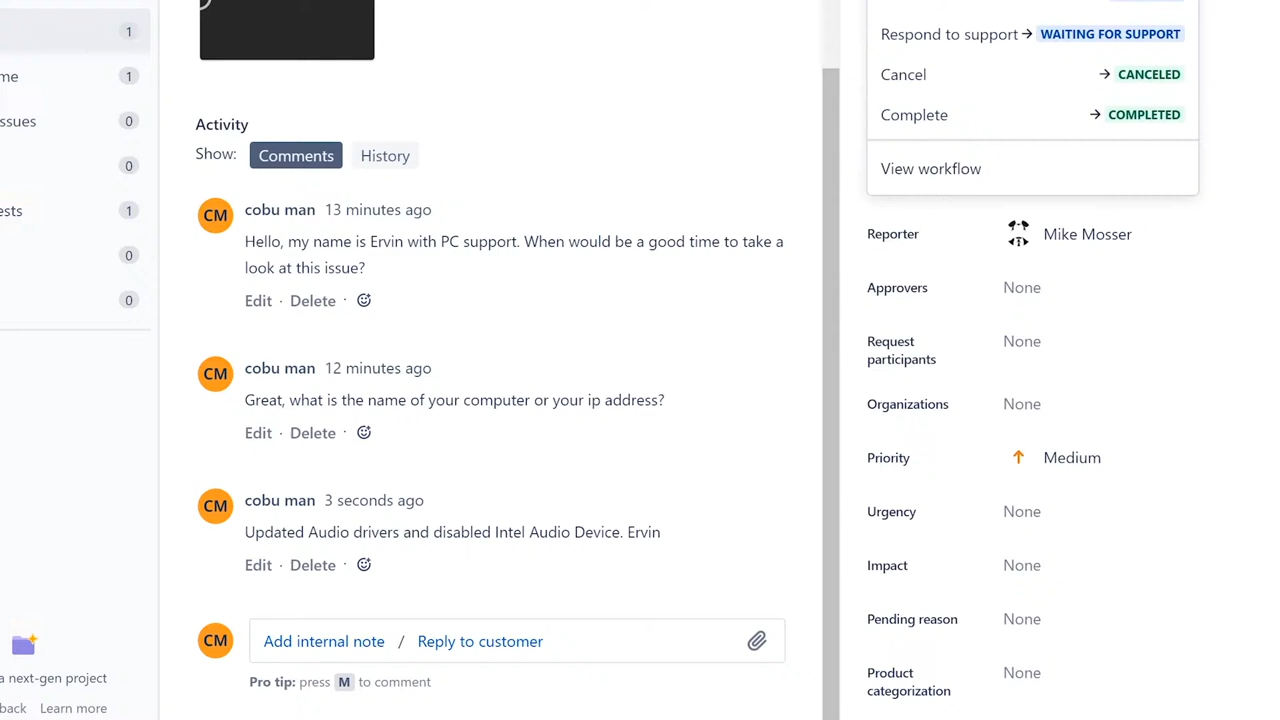 1
me 1
ssues 0
0
ests 1
0
0
a next-gen project
back Learn more
Activity
Show: Comments History
CM cobu man 13 minutes ago
Hello, my name is Ervin with PC support. When would be a good time to take a
look at this issue?
Edit · Delete ·
CM cobu man 12 minutes ago
Great, what is the name of your computer or your ip address?
Edit · Delete ·
CM cobu man 3 seconds ago
Updated Audio drivers and disabled Intel Audio Device. Ervin
Edit · Delete ·
CM Add internal note / Reply to customer
Pro tip: press M to comment
Respond to support → WAITING FOR SUPPORT
Cancel → CANCELED
Complete → COMPLETED
View workflow
Reporter Mike Mosser
Approvers None
Request
participants None
Organizations None
Priority Medium
Urgency None
Impact None
Pending reason None
Product
categorization None